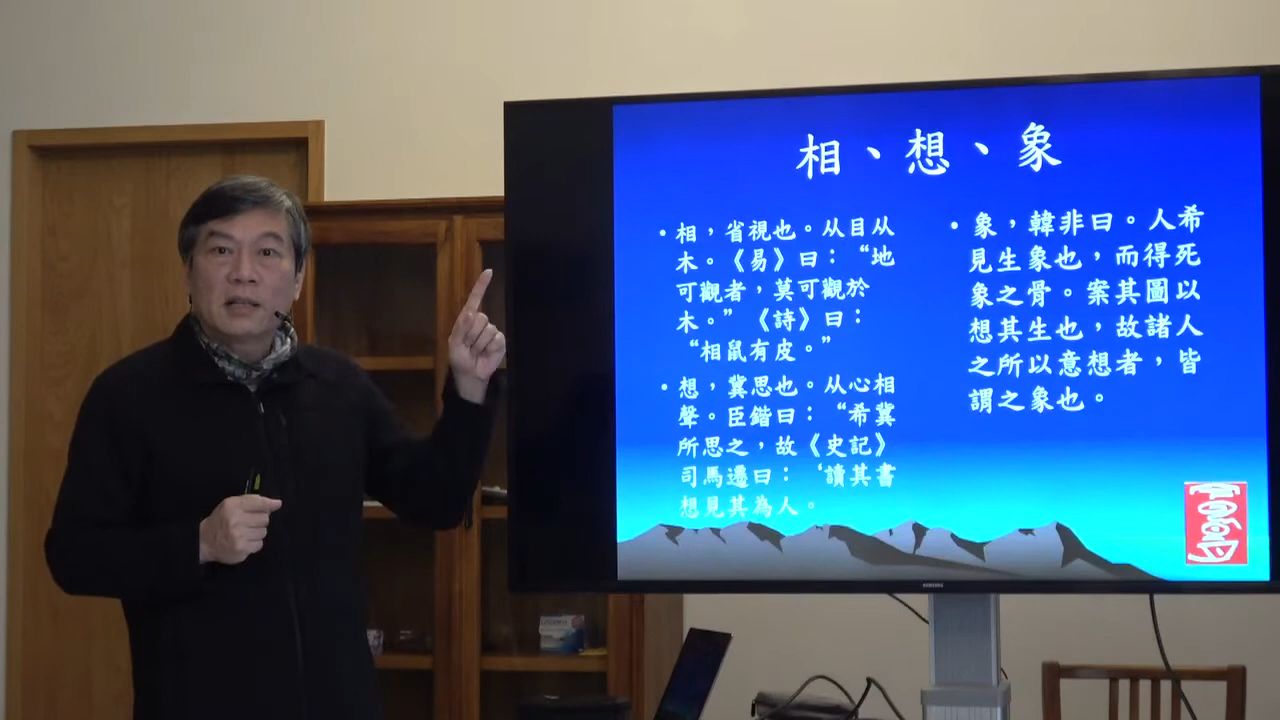 相、想、象
•相，省視也。从目从
木。《易》曰：“地
可觀者，莫可觀於
木。”《詩》曰：
“相鼠有皮。”
•想，冀思也。从心相
聲。臣鍇曰：“希冀
所思之，故《史記》
司馬遷曰：‘讀其書
想見其為人。
•象，韓非曰。人希
見生象也，而得死
象之骨。案其圖以
想其生也，故諸人
之所以意想者，皆
謂之象也。
SAMSUNG